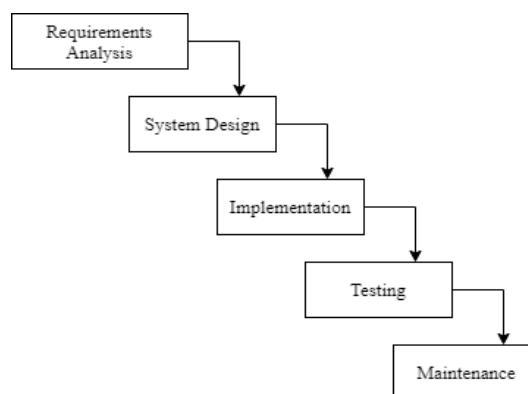 Requirements
Analysis
System Design
Implementation
Testing
Maintenance